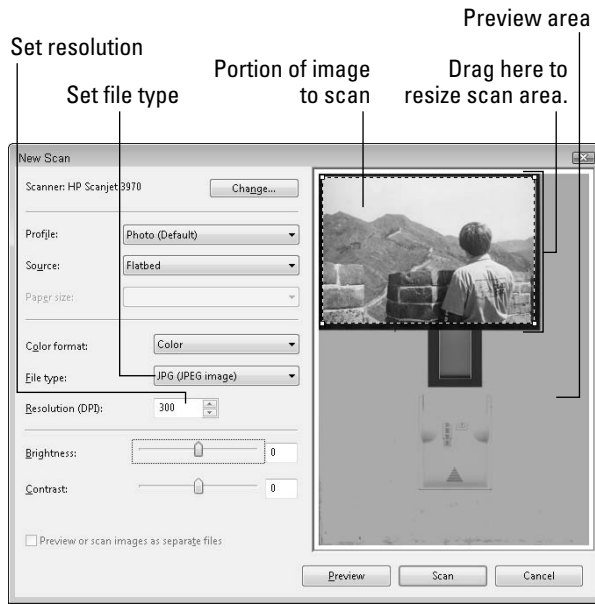 Preview area
Set resolution
Portion of image
to scan
Drag here to
resize scan area.
Set file type
New Scan
Scanner: HP Scanjet 3970
Change...
Profile:
Photo (Default)
Source:
Flatbed
Paper size:
Color format:
Color
File type:
JPG (JPEG image)
Resolution (DPI):
300
Brightness:
0
Contrast:
0
Preview or scan images as separate files
Preview
Scan
Cancel